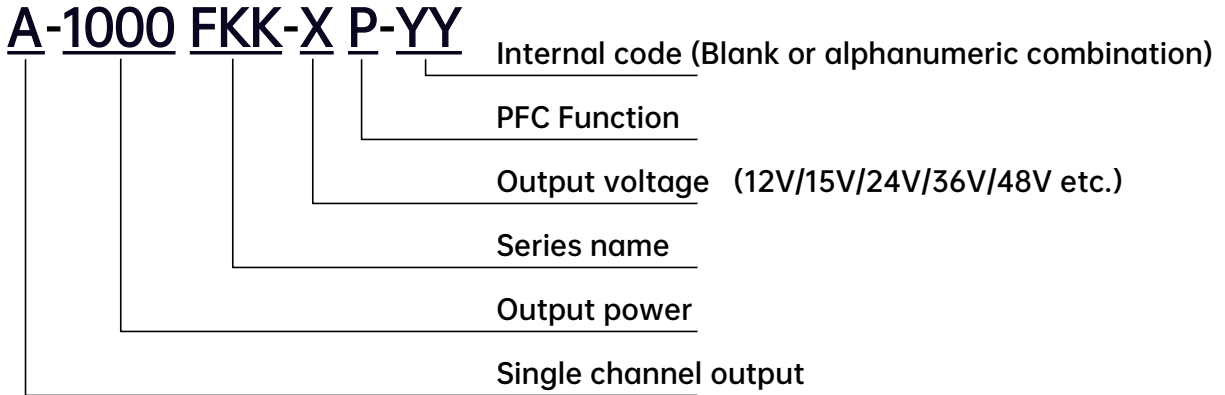 A-1000 FKK-X P-YY
Internal code (Blank or alphanumeric combination)
PFC Function
Output voltage (12V/15V/24V/36V/48V etc.)
Series name
Output power
Single channel output